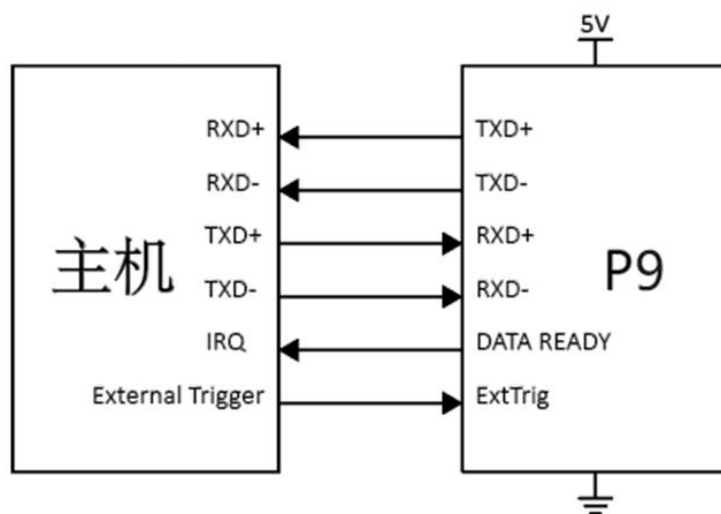 5V
RXD+
TXD+
RXD-
TXD-
TXD+
RXD+
主机
P9
TXD-
RXD-
IRQ
DATA READY
External Trigger
ExtTrig